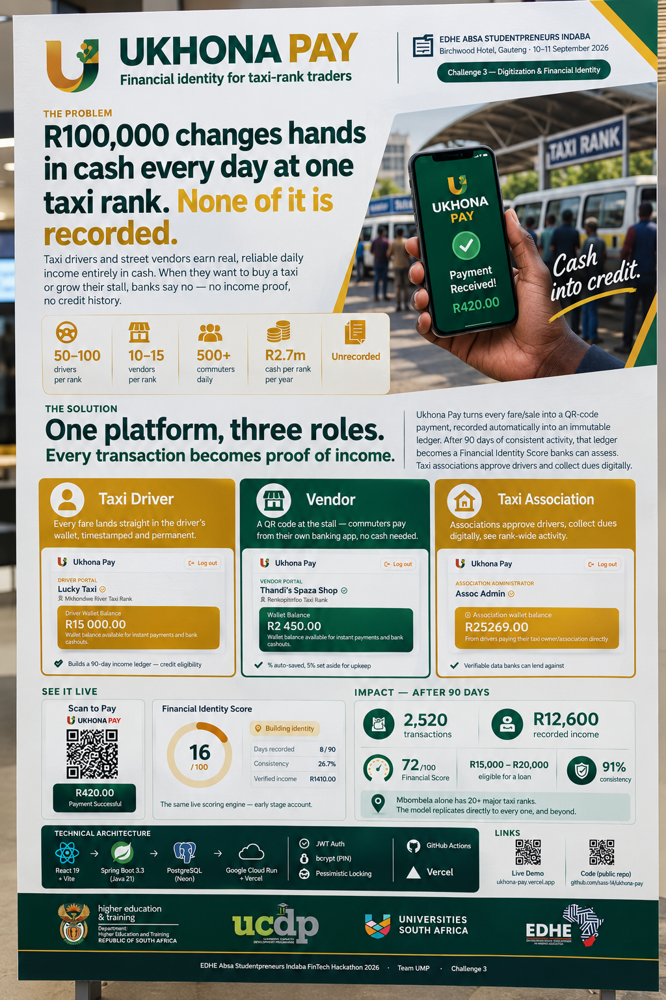 UKHONA PAY
Financial identity for taxi-rank traders
EDHE ABSA STUDENTPRENEURS INDABA
Birchwood Hotel, Gauteng · 10–11 September 2026
Challenge 3 — Digitization & Financial Identity
THE PROBLEM
R100,000 changes hands
in cash every day at one
taxi rank. None of it is
recorded.
Taxi drivers and street vendors earn real, reliable daily
income entirely in cash. When they want to buy a taxi
or grow their stall, banks say no — no income proof,
no credit history.
TAXI RANK
UKHONA
PAY
Payment
Received!
R420.00
Cash
into credit.
50–100
drivers
per rank
10–15
vendors
per rank
500+
commuters
daily
R2.7m
cash per rank
per year
Unrecorded
THE SOLUTION
One platform, three roles.
Every transaction becomes proof of income.
Ukhona Pay turns every fare/sale into a QR-code
payment, recorded automatically into an immutable
ledger. After 90 days of consistent activity, that ledger
becomes a Financial Identity Score banks can assess.
Taxi associations approve drivers and collect dues digitally.
Taxi Driver
Every fare lands straight in the driver's
wallet, timestamped and permanent.
Ukhona Pay
Log out
DRIVER PORTAL
Lucky Taxi
Mkhondwe River Taxi Rank
Driver Wallet Balance
R15 000.00
Wallet balance available for instant payments and bank
cashouts.
Builds a 90-day income ledger — credit eligibility
Vendor
A QR code at the stall — commuters pay
from their own banking app, no cash needed.
Ukhona Pay
Log out
VENDOR PORTAL
Thandi's Spaza Shop
Taxi Rank
Wallet Balance
R2 450.00
Wallet balance available for instant payments and bank
cashouts.
% auto-saved, 5% set aside for upkeep
Taxi Association
Associations approve drivers, collect dues
digitally, see rank-wide activity.
Ukhona Pay
Log out
ASSOCIATION ADMINISTRATOR
Assoc Admin
Association wallet balance
R25269.00
From drivers paying their taxi owner/association directly
Verifiable data banks can lend against
SEE IT LIVE
Scan to Pay
UKHONA PAY
R420.00
Payment Successful
Financial Identity Score
16
/100
Building identity
Days recorded 8/90
Consistency 26.7%
Verified income R1410.00
The same live scoring engine — early stage account.
IMPACT — AFTER 90 DAYS
2,520
transactions
R12,600
recorded income
72/100
Financial Score
R15,000 – R20,000
eligible for a loan
91%
consistency
Mbombela alone has 20+ major taxi ranks.
The model replicates directly to every one, and beyond.
TECHNICAL ARCHITECTURE
React 19
+ Vite
Spring Boot 3.3
(Java 21)
PostgreSQL
(Neon)
Google Cloud Run
+ Vercel
JWT Auth
bcrypt (PIN)
Pessimistic Locking
GitHub Actions
Vercel
LINKS
Live Demo
ukhona-pay.vercel.app
Code (public repo)
github.com/sass-14/ukhona-pay
higher education
& training
Department:
Higher Education and Training
REPUBLIC OF SOUTH AFRICA
ucdp
UNIVERSITIES
SOUTH AFRICA
EDHE
EDHE Absa Studentpreneurs Indaba FinTech Hackathon 2026 · Team UMP · Challenge 3